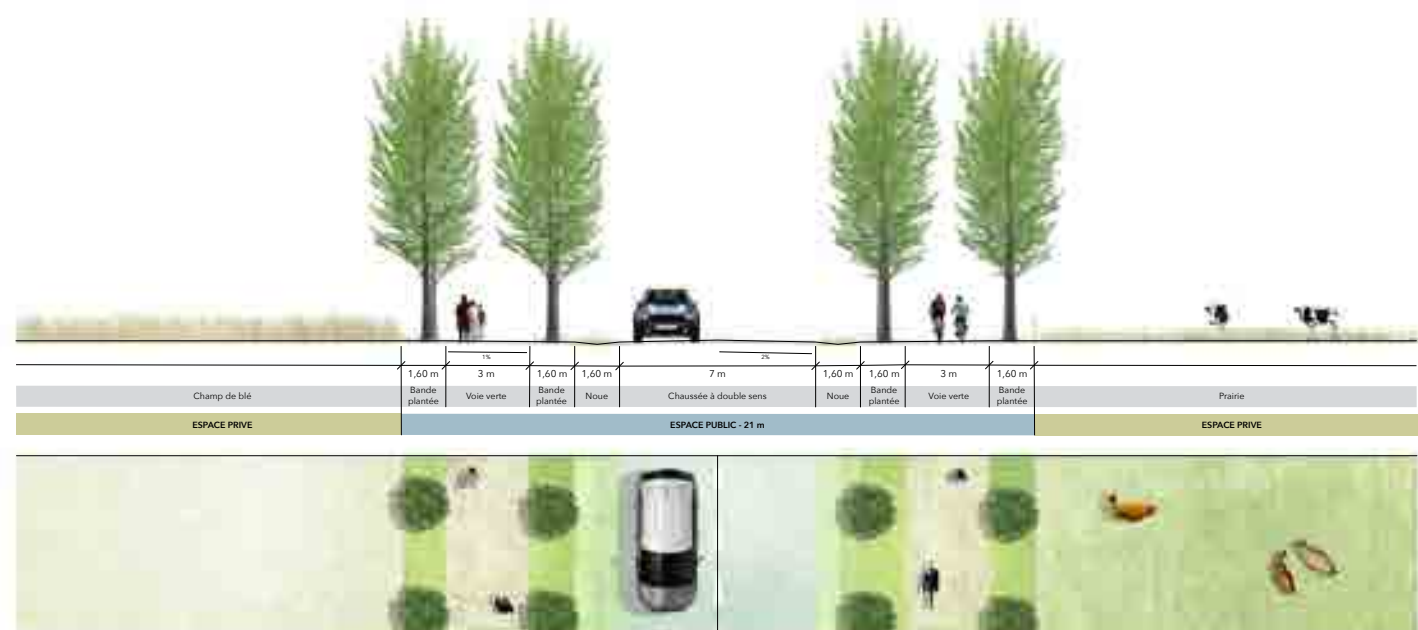 1%
2%
1,60 m 3 m 1,60 m 1,60 m 7 m 1,60 m 1,60 m 3 m 1,60 m
Champ de blé
Bande
plantée
Voie verte
Bande
plantée
Noue
Chaussée à double sens
Noue
Bande
plantée
Voie verte
Bande
plantée
Prairie
ESPACE PRIVE ESPACE PUBLIC - 21 m ESPACE PRIVE